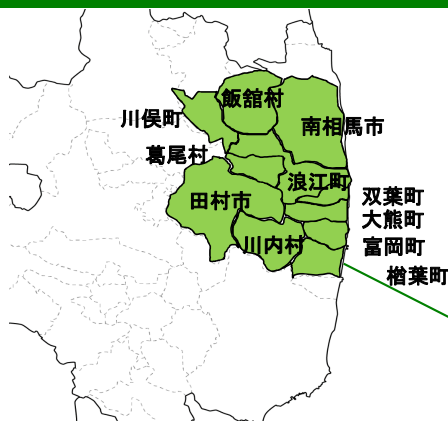 飯舘村
川俣町
南相馬市
葛尾村
浪江町
田村市
双葉町
大熊町
川内村
富岡町
楢葉町